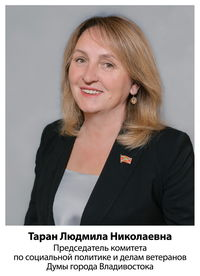 Таран Людмила Николаевна
Председатель комитета
по социальной политике и делам ветеранов
Думы города Владивостока